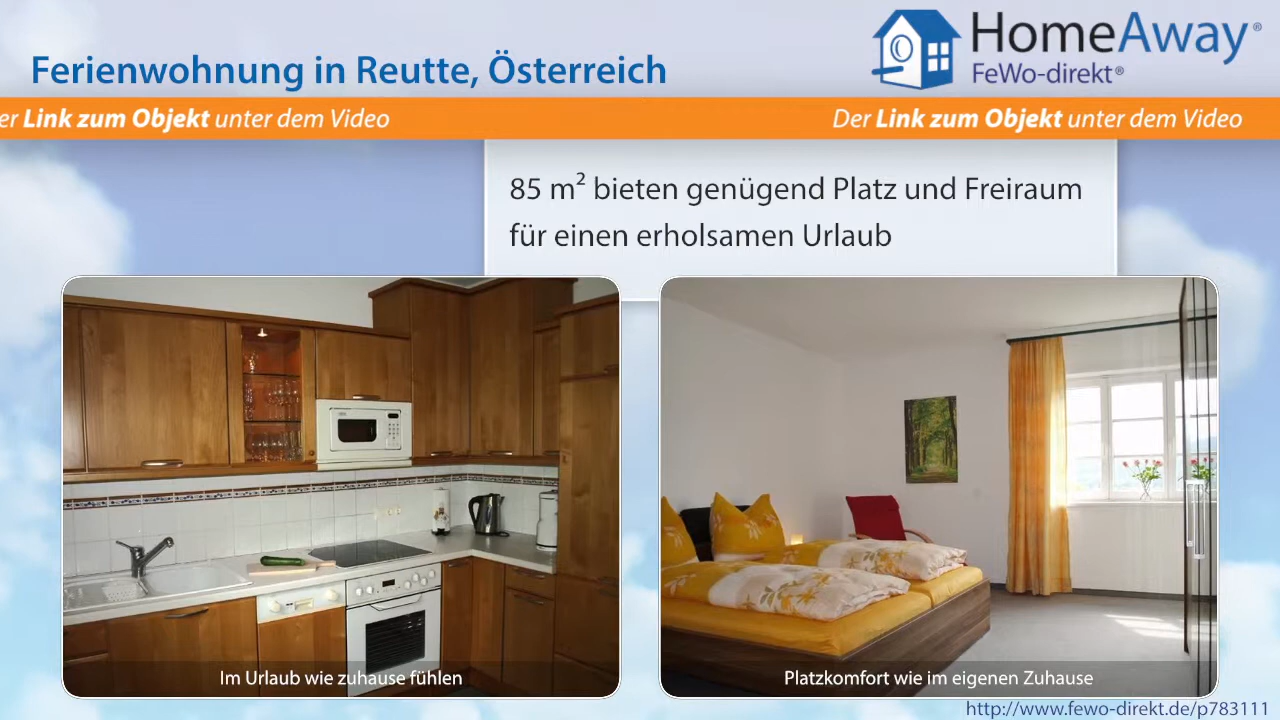 HomeAway®
FeWo-direkt®
Ferienwohnung in Reutte, Österreich
er Link zum Objekt unter dem Video
Der Link zum Objekt unter dem Video
85 m² bieten genügend Platz und Freiraum
für einen erholsamen Urlaub
Im Urlaub wie zuhause fühlen
Platzkomfort wie im eigenen Zuhause
http://www.fewo-direkt.de/p783111